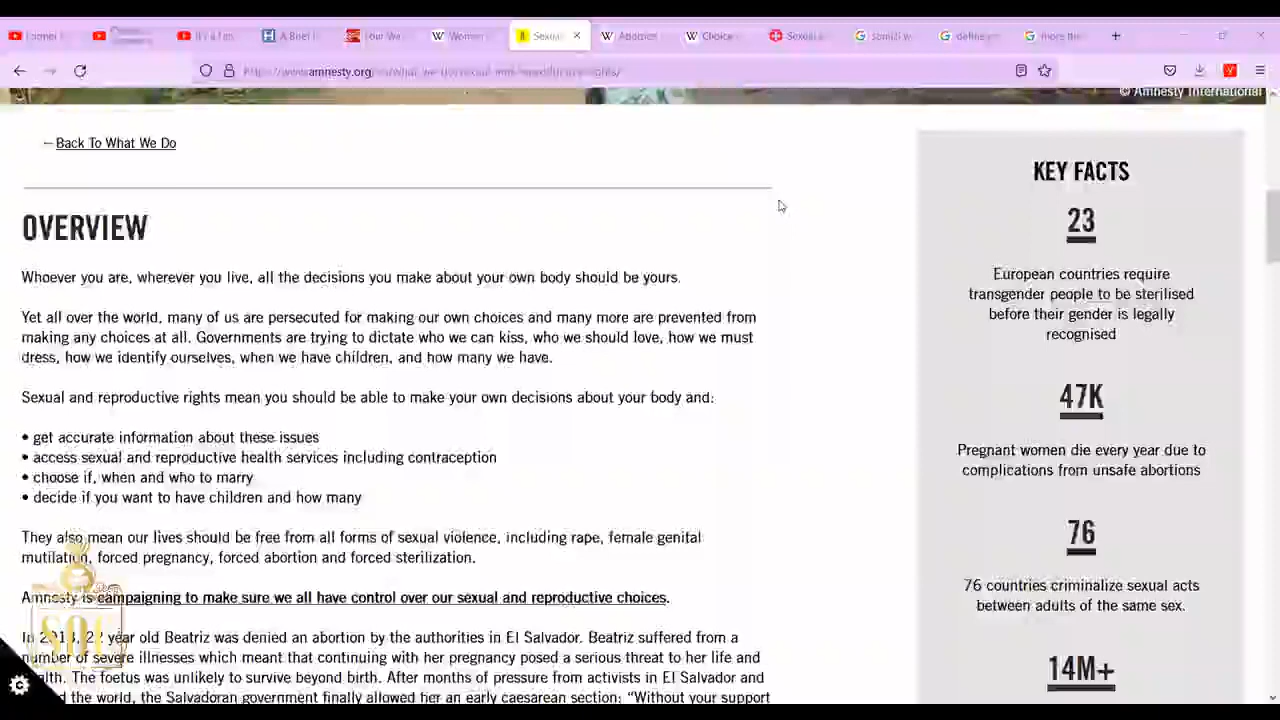 A Brief
Your We
Women
Sexual
Abortion
Choice
define
more the
© Amnesty International
←Back To What We Do
OVERVIEW
Whoever you are, wherever you live, all the decisions you make about your own body should be yours.
Yet all over the world, many of us are persecuted for making our own choices and many more are prevented from
making any choices at all. Governments are trying to dictate who we can kiss, who we should love, how we must
dress, how we identify ourselves, when we have children, and how many we have.
Sexual and reproductive rights mean you should be able to make your own decisions about your body and:
• get accurate information about these issues
• access sexual and reproductive health services including contraception
• choose if, when and who to marry
• decide if you want to have children and how many
They also mean our lives should be free from all forms of sexual violence, including rape, female genital
mutilation, forced pregnancy, forced abortion and forced sterilization.
Amnesty is campaigning to make sure we all have control over our sexual and reproductive choices.
In 22 year old Beatriz was denied an abortion by the authorities in El Salvador. Beatriz suffered from a
number of severe illnesses which meant that continuing with her pregnancy posed a serious threat to her life and
The foetus was unlikely to survive beyond birth. After months of pressure from activists in El Salvador and
the world, the Salvadoran government finally allowed her an early caesarean section: “Without your support
KEY FACTS
23
European countries require
transgender people to be sterilised
before their gender is legally
recognised
47K
Pregnant women die every year due to
complications from unsafe abortions
76
76 countries criminalize sexual acts
between adults of the same sex.
14M+